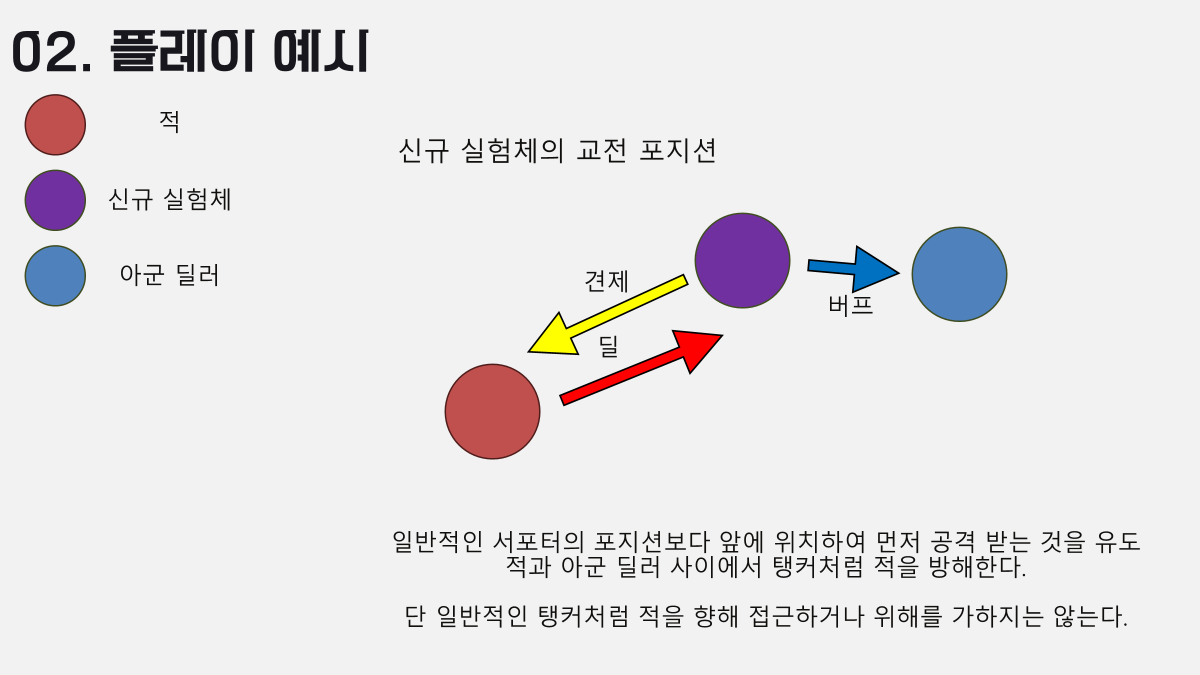 02. 플레이 예시
적
신규 실험체
아군 딜러
신규 실험체의 교전 포지션
견제
버프
딜
일반적인 서포터의 포지션보다 앞에 위치하여 먼저 공격 받는 것을 유도
적과 아군 딜러 사이에서 탱커처럼 적을 방해한다.
단 일반적인 탱커처럼 적을 향해 접근하거나 위해를 가하지는 않는다.